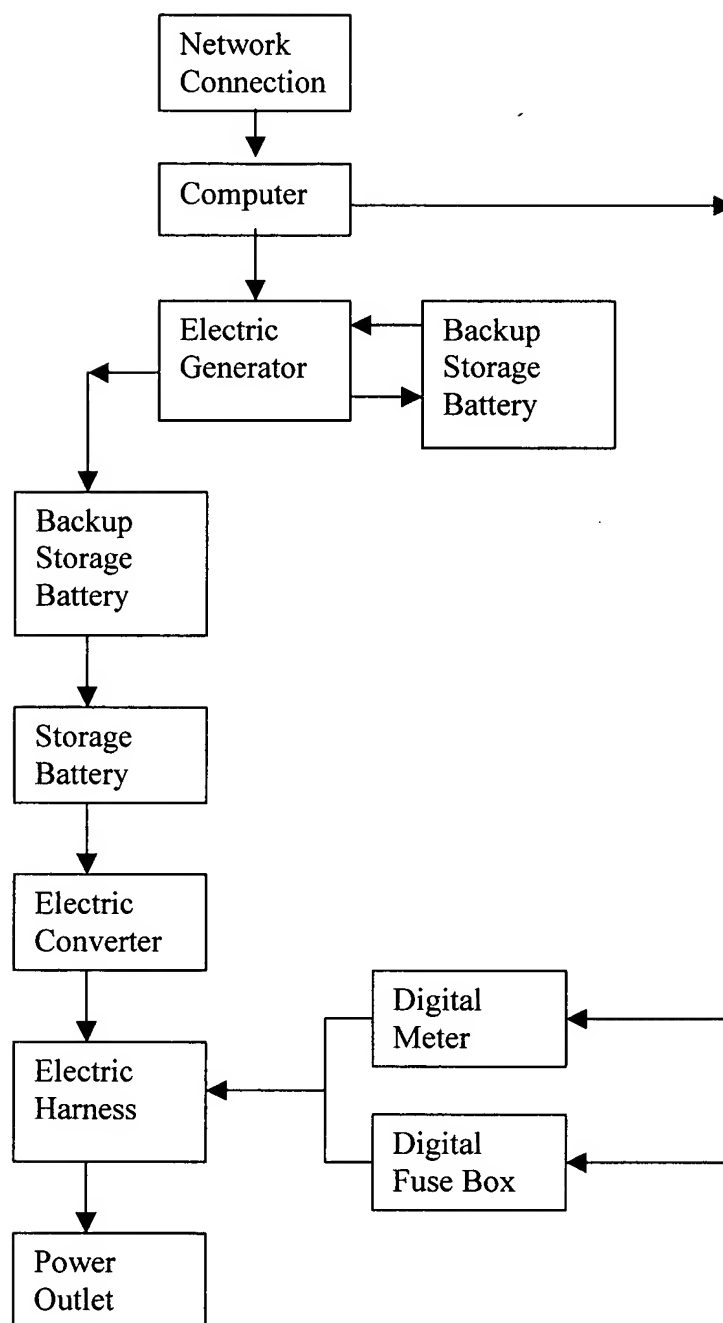 Network
Connection
Computer
Electric
Generator
Backup
Storage
Battery
Backup
Storage
Battery
Storage
Battery
Electric
Converter
Digital
Meter
Electric
Harness
Digital
Fuse Box
Power
Outlet